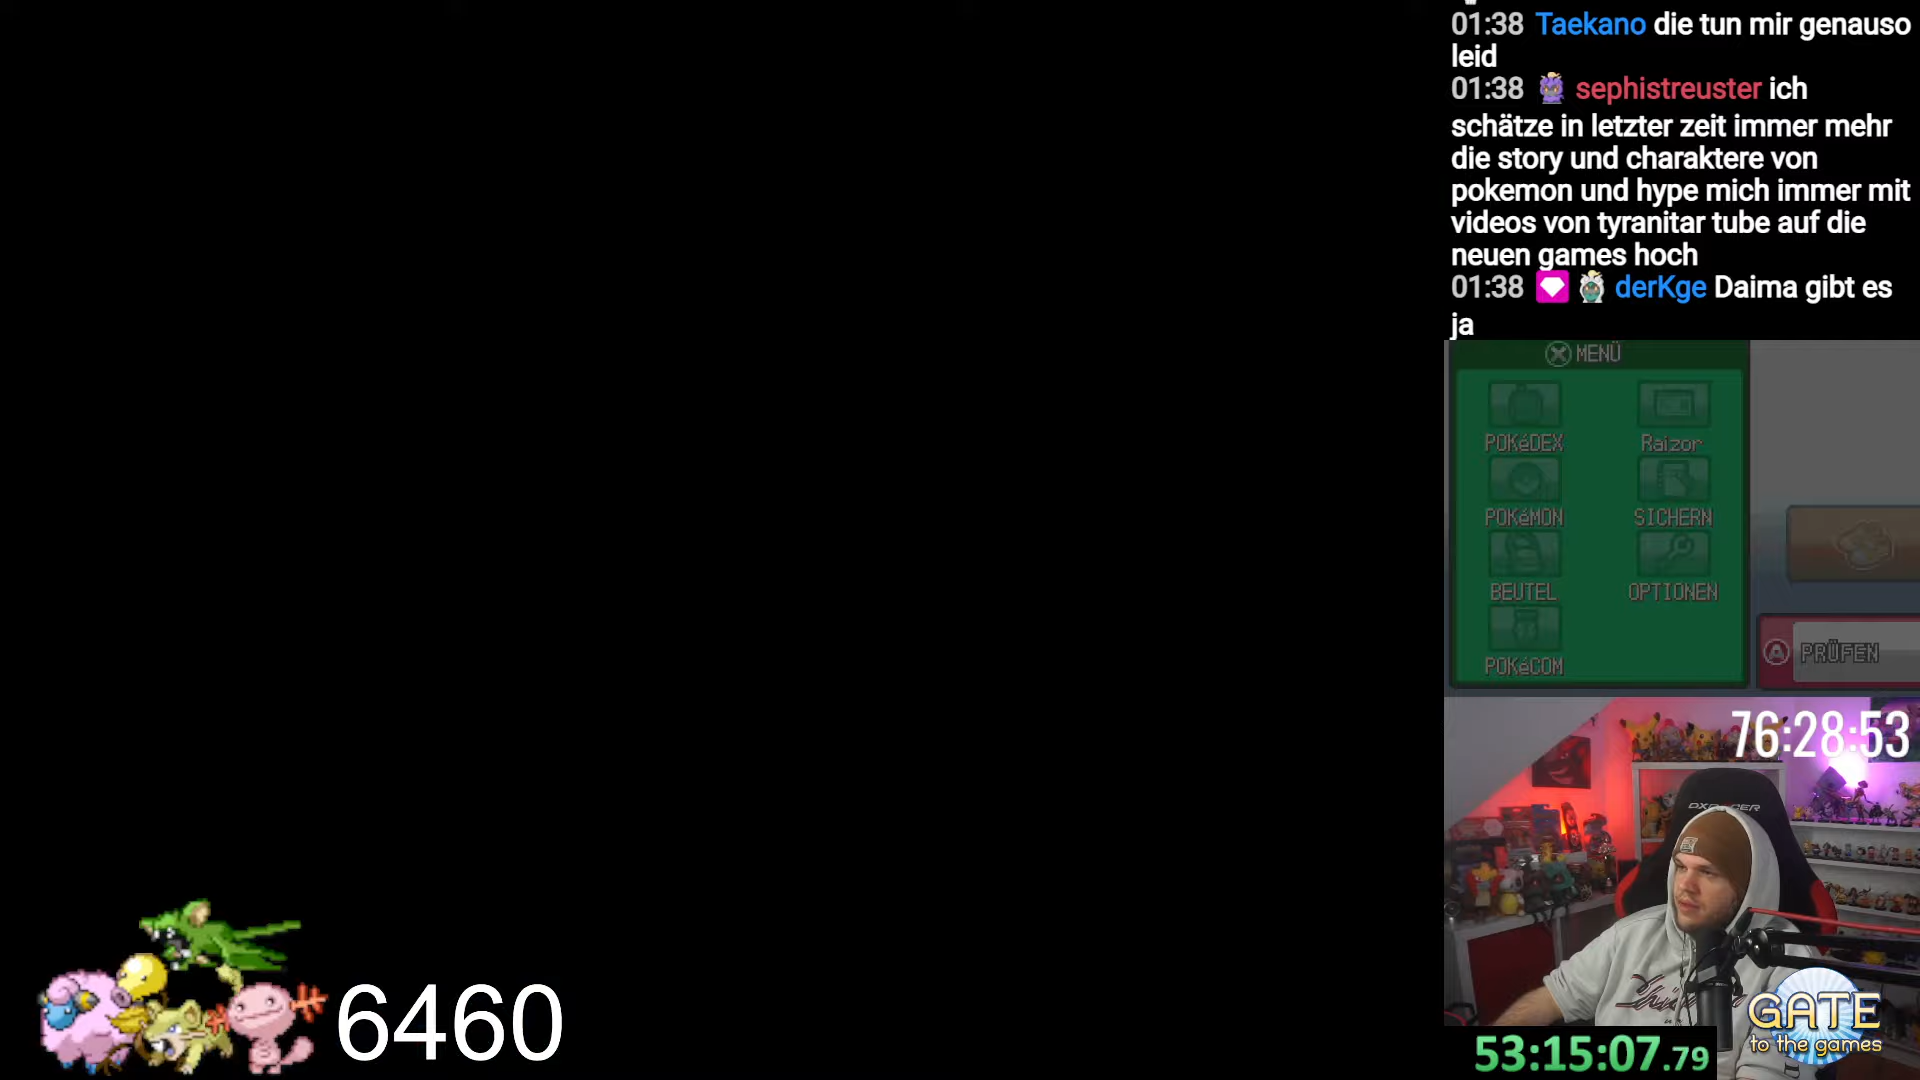 01:38 Taekano die tun mir genauso
leid
01:38 sephistreuster ich
schätze in letzter zeit immer mehr
die story und charaktere von
pokemon und hype mich immer mit
videos von tyranitar tube auf die
neuen games hoch
01:38 derKge Daima gibt es
ja
MENÜ
POKéDEX Raizor
POKéMON SICHERN
BEUTEL OPTIONEN
POKéCOM
A PRÜFEN
76:28:53
DXRACER
6460
GATE
to the games
53:15:07.79